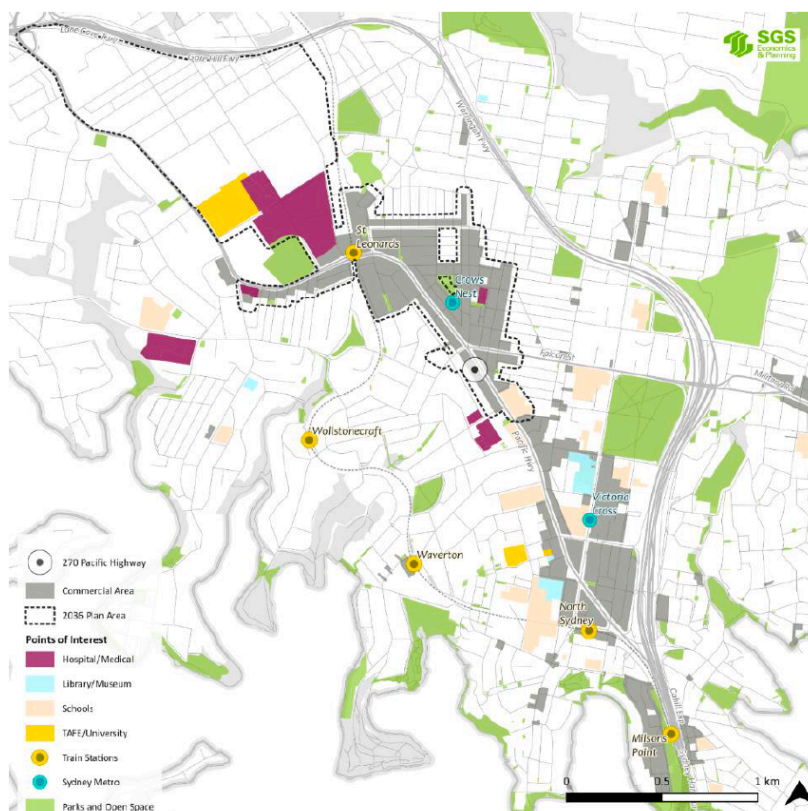 SGS
Economics
& Planning
Lane Cove Tunnel
Gore Hill Fwy
Warringah Fwy
St
Leonards
Crows
Nest
Falcon St
Wollstonecraft
Pacific Hwy
Victoria
Cross
Waverton
North
Sydney
Cahill Exp
Milsons
Point
270 Pacific Highway
Commercial Area
2036 Plan Area
Points of Interest
Hospital/Medical
Library/Museum
Schools
TAFE/University
Train Stations
Sydney Metro
Parks and Open Space
0
0.5
1 km